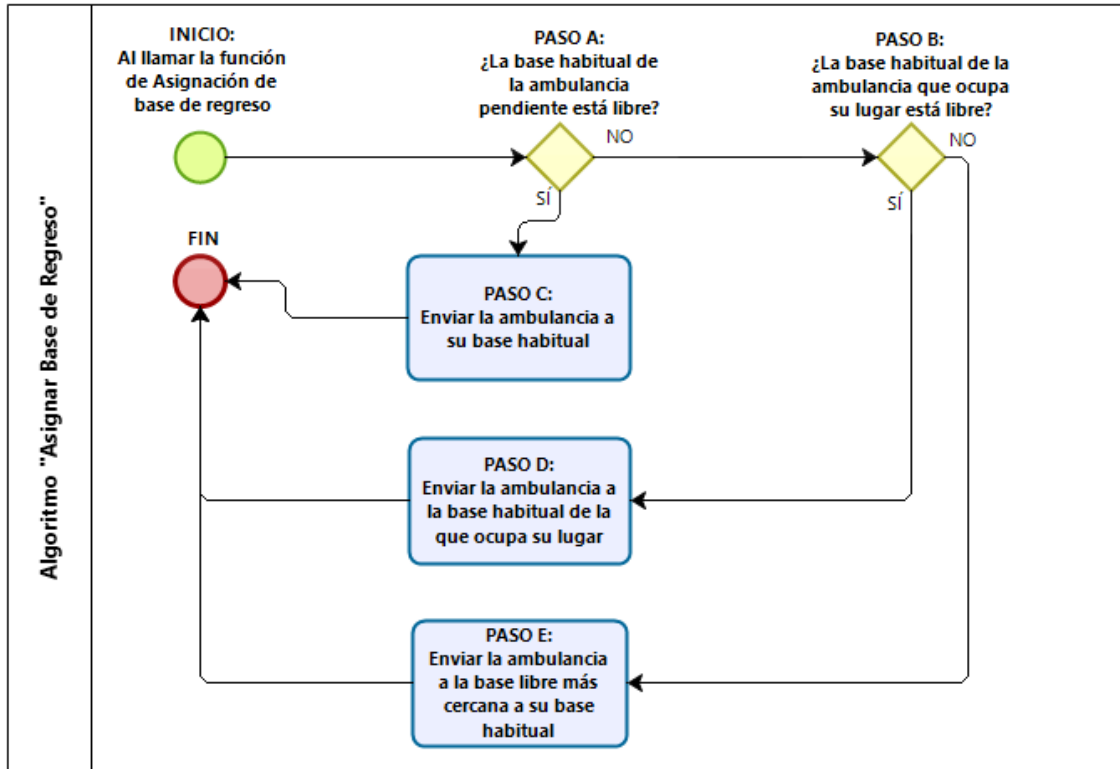 Algoritmo "Asignar Base de Regreso"
INICIO:
Al llamar la función
de Asignación de
base de regreso
PASO A:
¿La base habitual de
la ambulancia
pendiente está libre?
NO
SÍ
PASO B:
¿La base habitual de la
ambulancia que ocupa
su lugar está libre?
NO
SÍ
FIN
PASO C:
Enviar la ambulancia a
su base habitual
PASO D:
Enviar la ambulancia a
la base habitual de la
que ocupa su lugar
PASO E:
Enviar la ambulancia
a la base libre más
cercana a su base
habitual